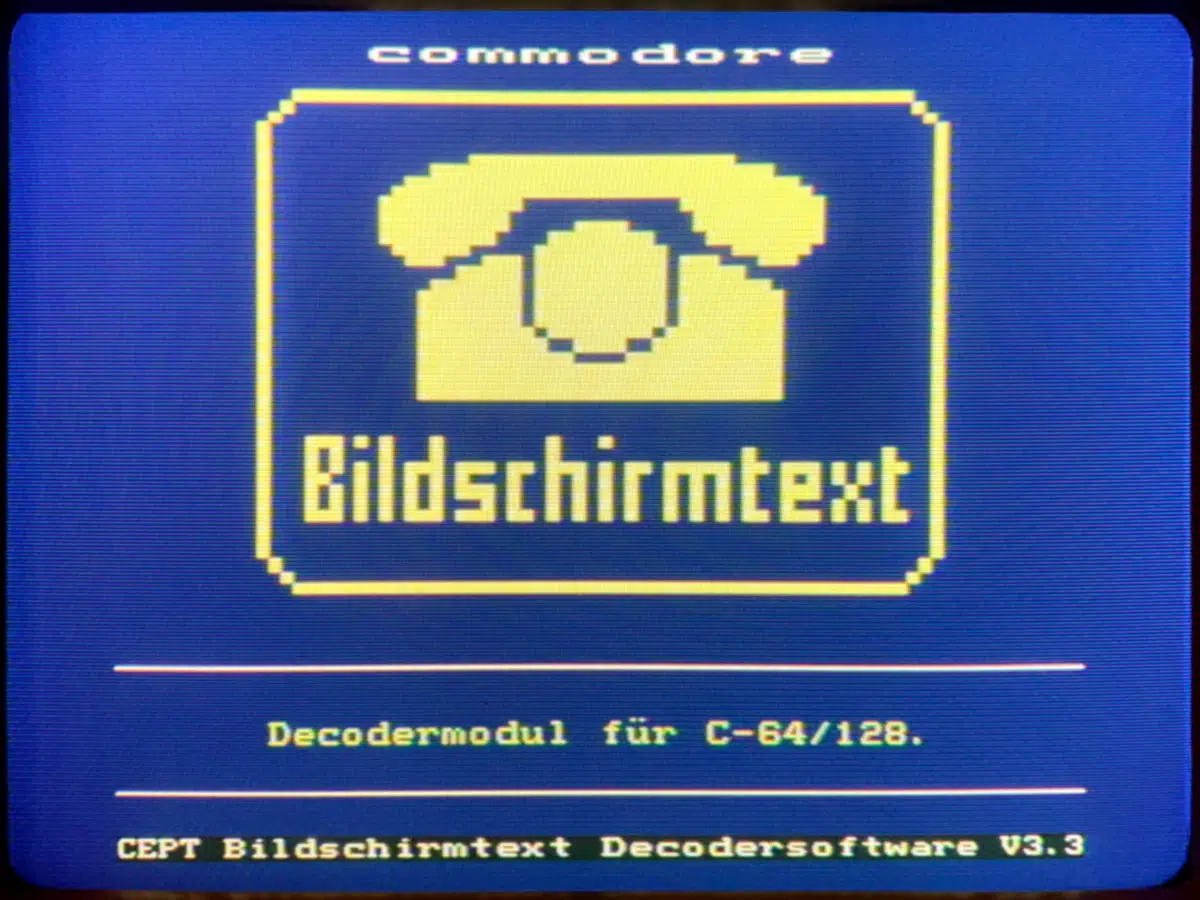 commodore
Bildschirmtext
Decodermodul für C-64/128.
CEPT Bildschirmtext Decodersoftware V3.3